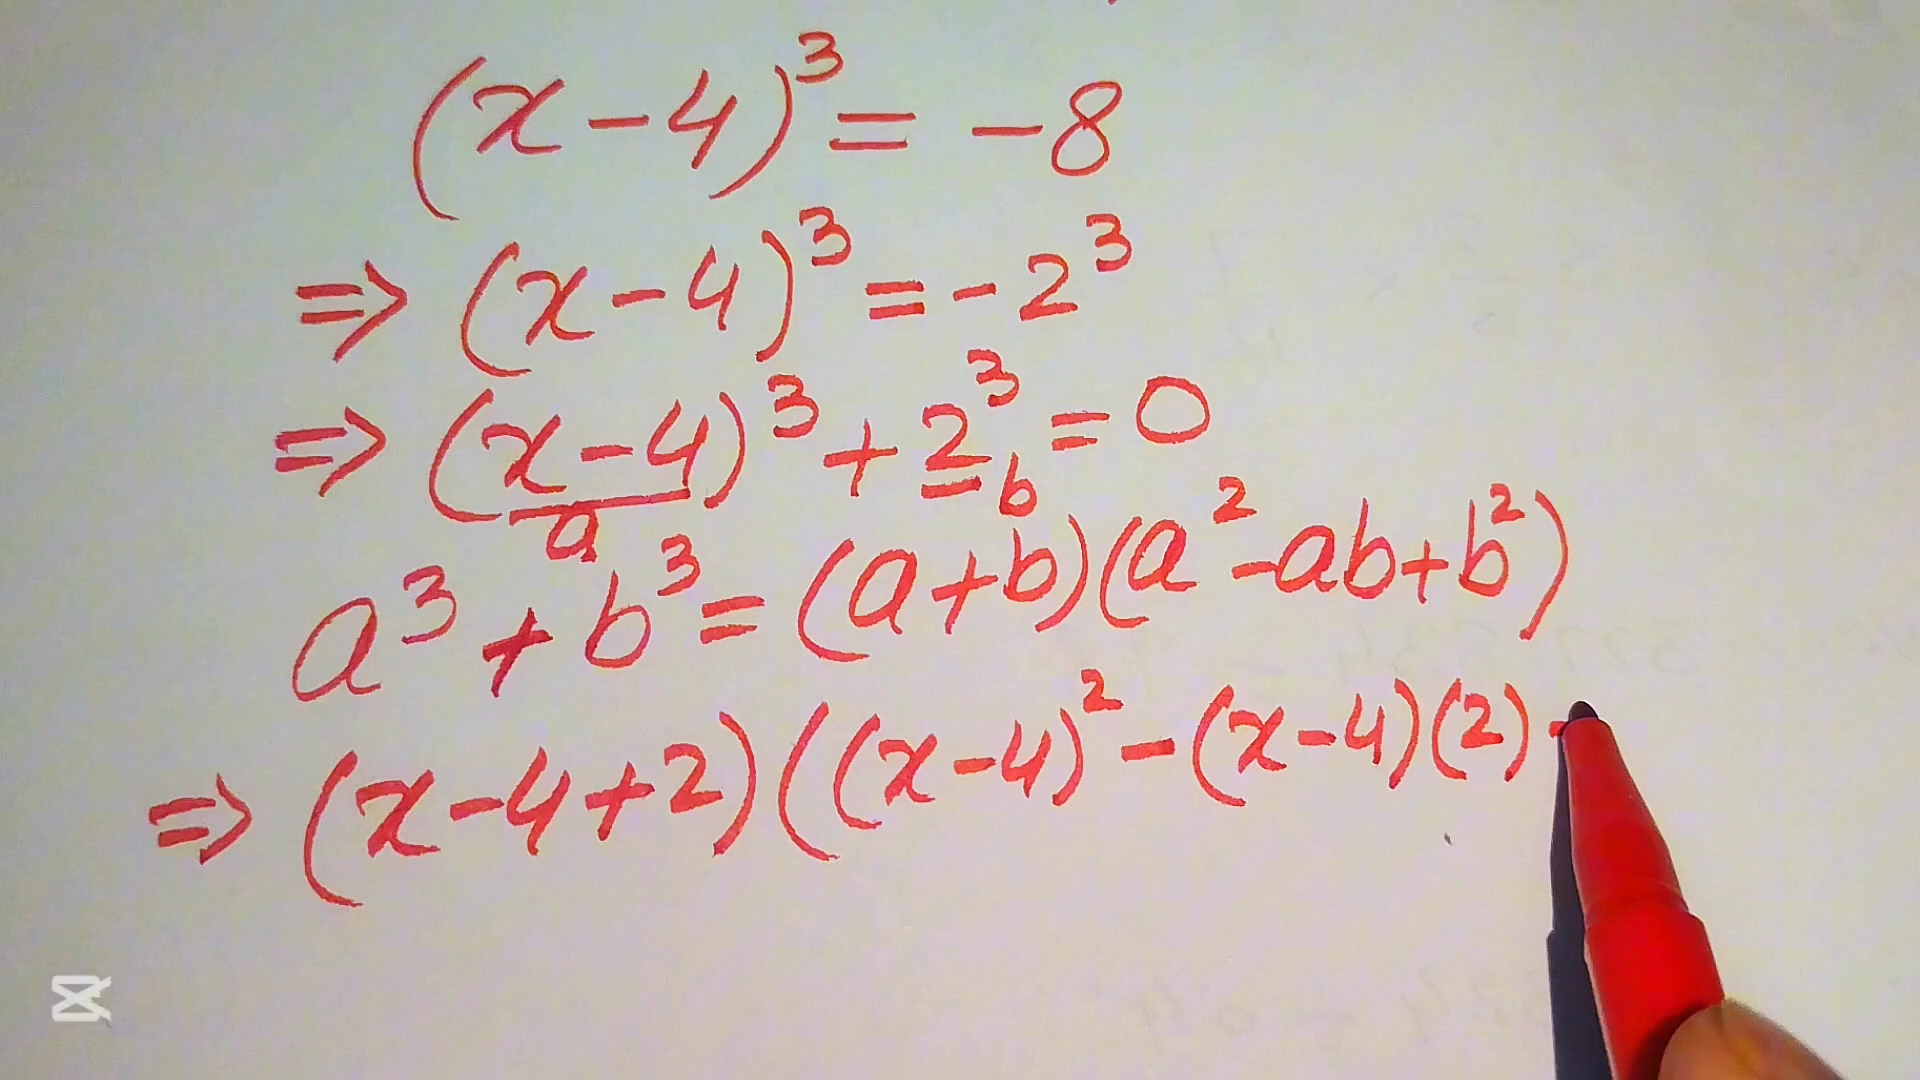 (x-4)³ = -8
⇒ (x-4)³ = -2³
⇒ (x-4)³ + 2³ = 0
a b
a³ + b³ = (a+b)(a²-ab+b²)
⇒ (x-4+2)((x-4)²-(x-4)(2)